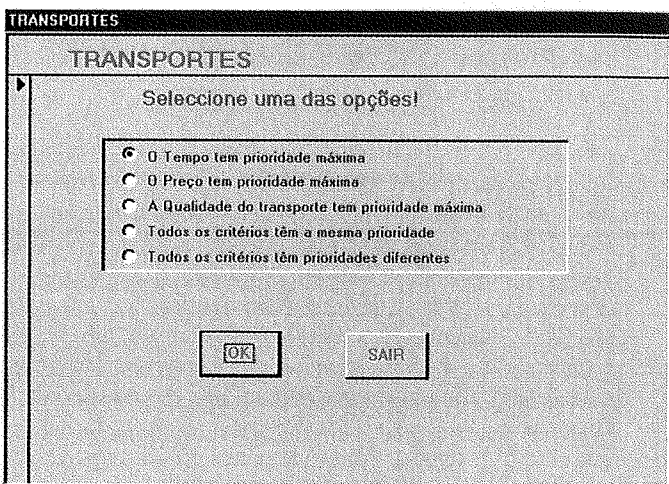 TRANSPORTES
TRANSPORTES
Seleccione uma das opções!
O Tempo tem prioridade máxima
O Preço tem prioridade máxima
A Qualidade do transporte tem prioridade máxima
Todos os critérios têm a mesma prioridade
Todos os critérios têm prioridades diferentes
OK SAIR